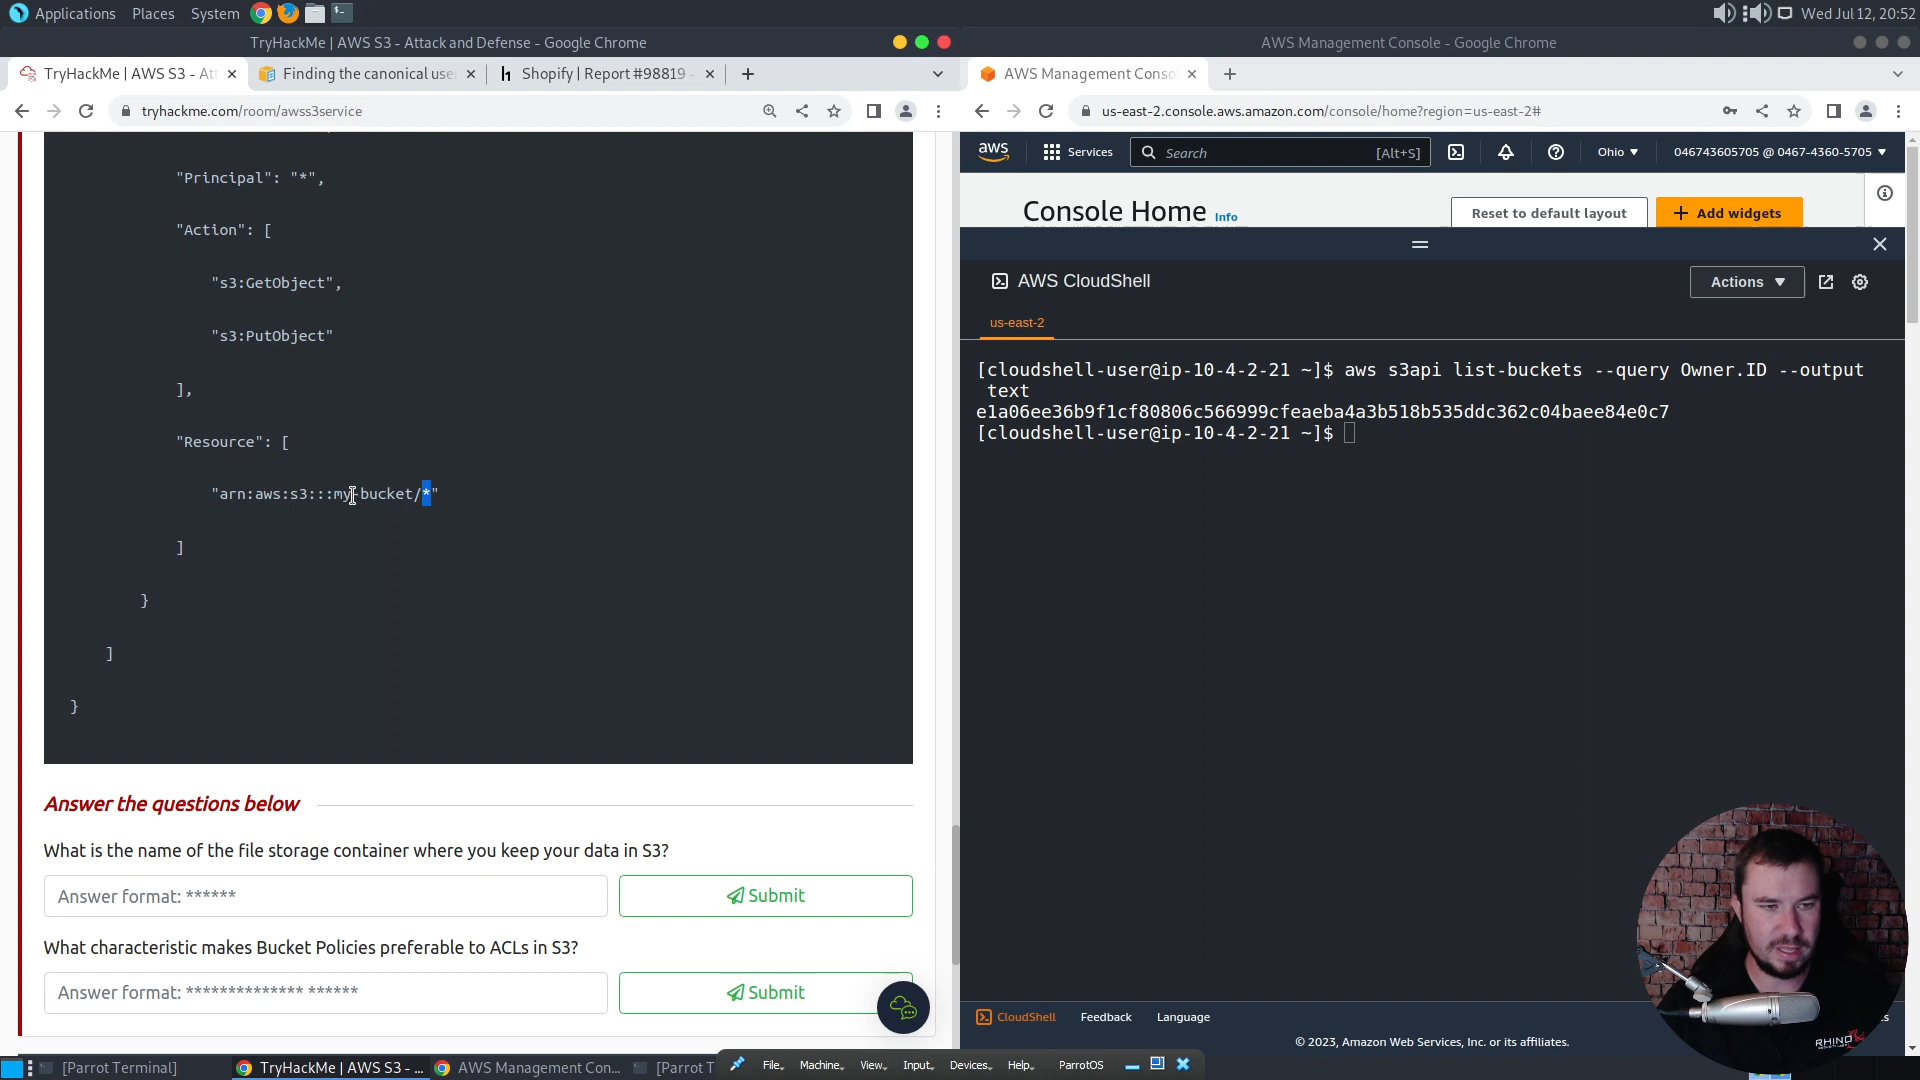 Applications Places System
Wed Jul 12, 20:52
TryHackMe | AWS S3 - Attack and Defense - Google Chrome
TryHackMe | AWS S3 - Att
Finding the canonical use
Shopify | Report #98819 -
tryhackme.com/room/awss3service
"Principal": "*",
"Action": [
"s3:GetObject",
"s3:PutObject"
],
"Resource": [
"arn:aws:s3:::my-bucket/*"
]
}
]
}
Answer the questions below
What is the name of the file storage container where you keep your data in S3?
Answer format: ******
Submit
What characteristic makes Bucket Policies preferable to ACLs in S3?
Answer format: ************** ******
Submit
AWS Management Console - Google Chrome
AWS Management Conso
us-east-2.console.aws.amazon.com/console/home?region=us-east-2#
aws
Services
Search [Alt+S]
Ohio
046743605705 @ 0467-4360-5705
Console Home Info
Reset to default layout
Add widgets
AWS CloudShell
Actions
us-east-2
[cloudshell-user@ip-10-4-2-21 ~]$ aws s3api list-buckets --query Owner.ID --output
text
e1a06ee36b9f1cf80806c566999cfeaeba4a3b518b535ddc362c04baee84e0c7
[cloudshell-user@ip-10-4-2-21 ~]$
CloudShell Feedback Language
© 2023, Amazon Web Services, Inc. or its affiliates.
RHINO
[Parrot Terminal]
TryHackMe | AWS S3 - ...
AWS Management Con...
[Parrot T
File Machine View Input Devices Help ParrotOS